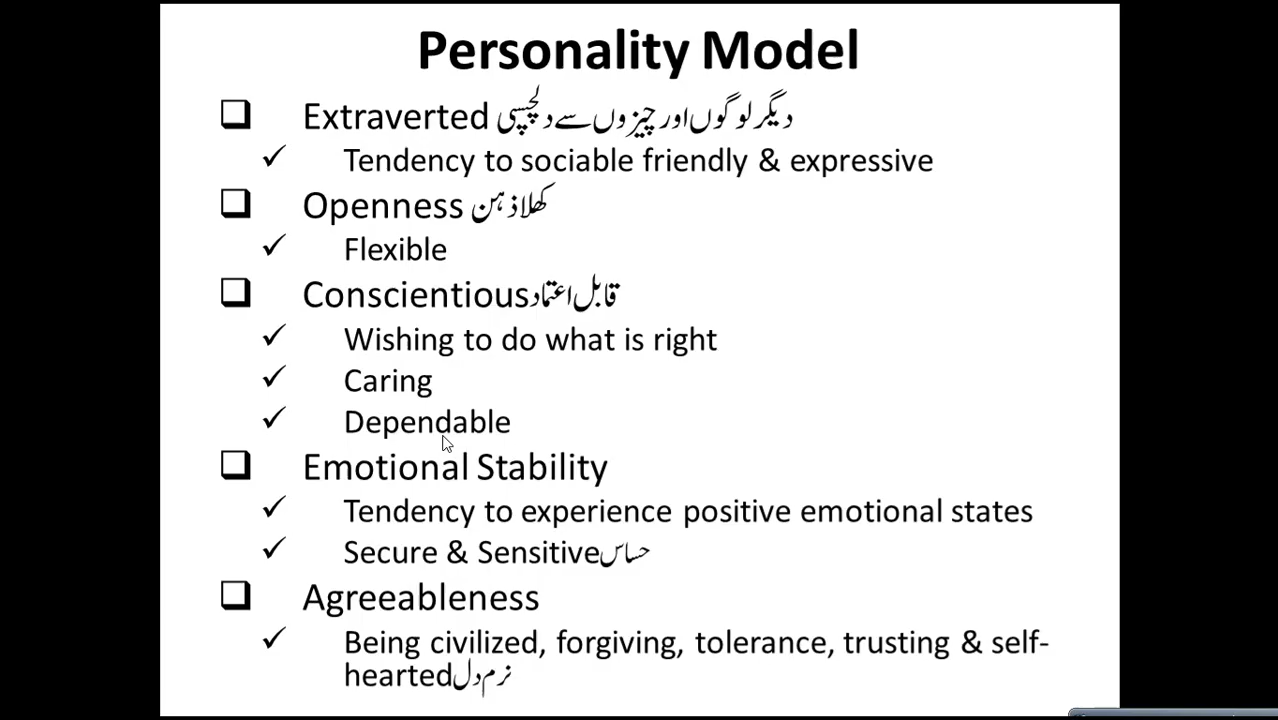 Personality Model
❑ Extraverted دیگر لوگوں اور چیزوں سے دلچسپی
✓ Tendency to sociable friendly & expressive
❑ Openness کھلا ذہن
✓ Flexible
❑ Conscientious قابل اعتماد
✓ Wishing to do what is right
✓ Caring
✓ Dependable
❑ Emotional Stability
✓ Tendency to experience positive emotional states
✓ Secure & Sensitive حساس
❑ Agreeableness
✓ Being civilized, forgiving, tolerance, trusting & self-
hearted نرم دل